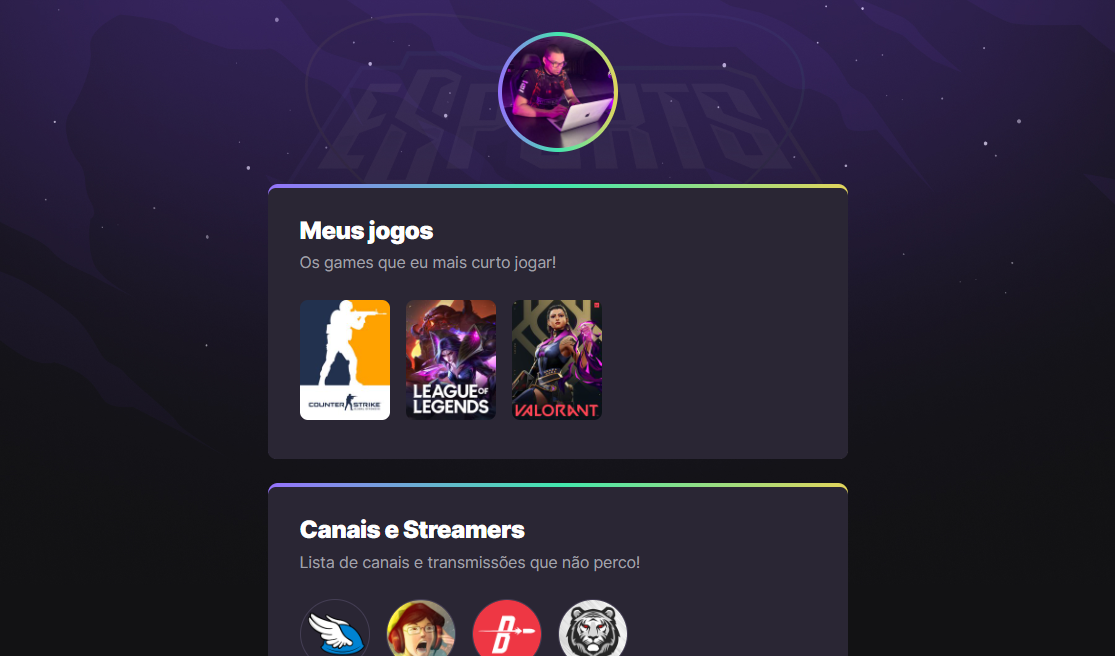 ESPORTS
Meus jogos
Os games que eu mais curto jogar!
COUNTER STRIKE
LEAGUE OF
LEGENDS
VALORANT
Canais e Streamers
Lista de canais e transmissões que não perco!